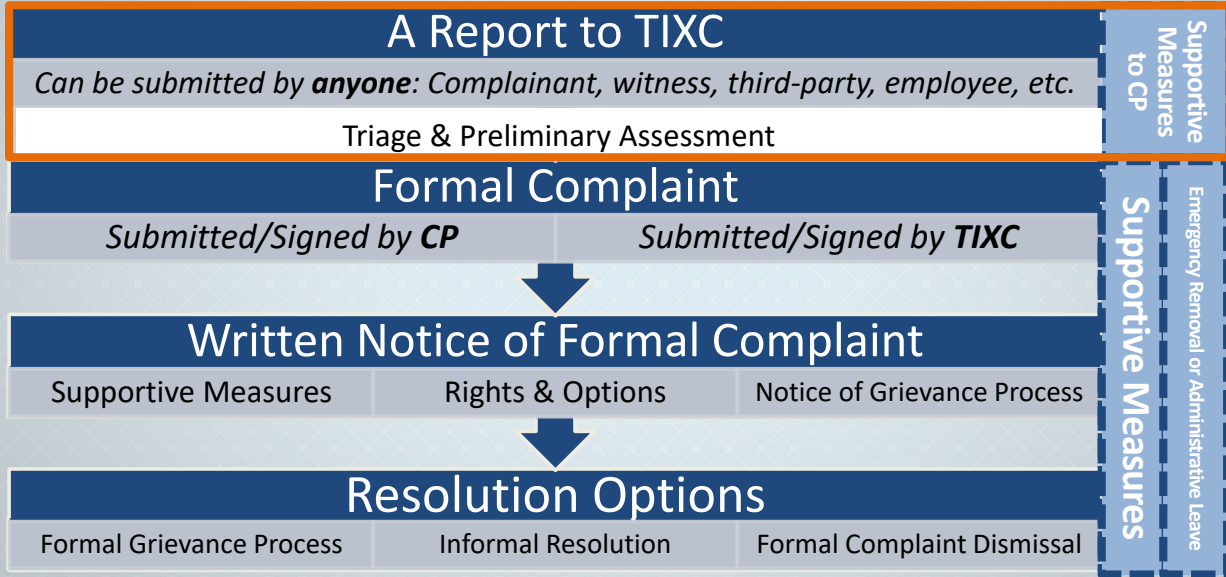 A Report to TIXC
Can be submitted by anyone: Complainant, witness, third-party, employee, etc.
Triage & Preliminary Assessment
Supportive
Measures
to CP
Formal Complaint
Submitted/Signed by CP
Submitted/Signed by TIXC
Written Notice of Formal Complaint
Supportive Measures
Rights & Options
Notice of Grievance Process
Resolution Options
Formal Grievance Process
Informal Resolution
Formal Complaint Dismissal
Supportive Measures
Emergency Removal or Administrative Leave